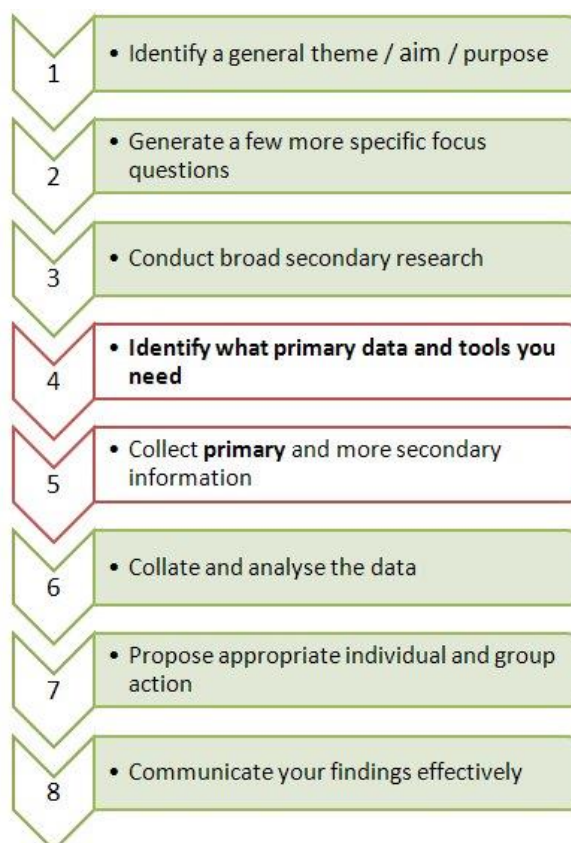 1
• Identify a general theme / aim / purpose
2
• Generate a few more specific focus
questions
3
• Conduct broad secondary research
4
• Identify what primary data and tools you
need
5
• Collect primary and more secondary
information
6
• Collate and analyse the data
7
• Propose appropriate individual and group
action
8
• Communicate your findings effectively